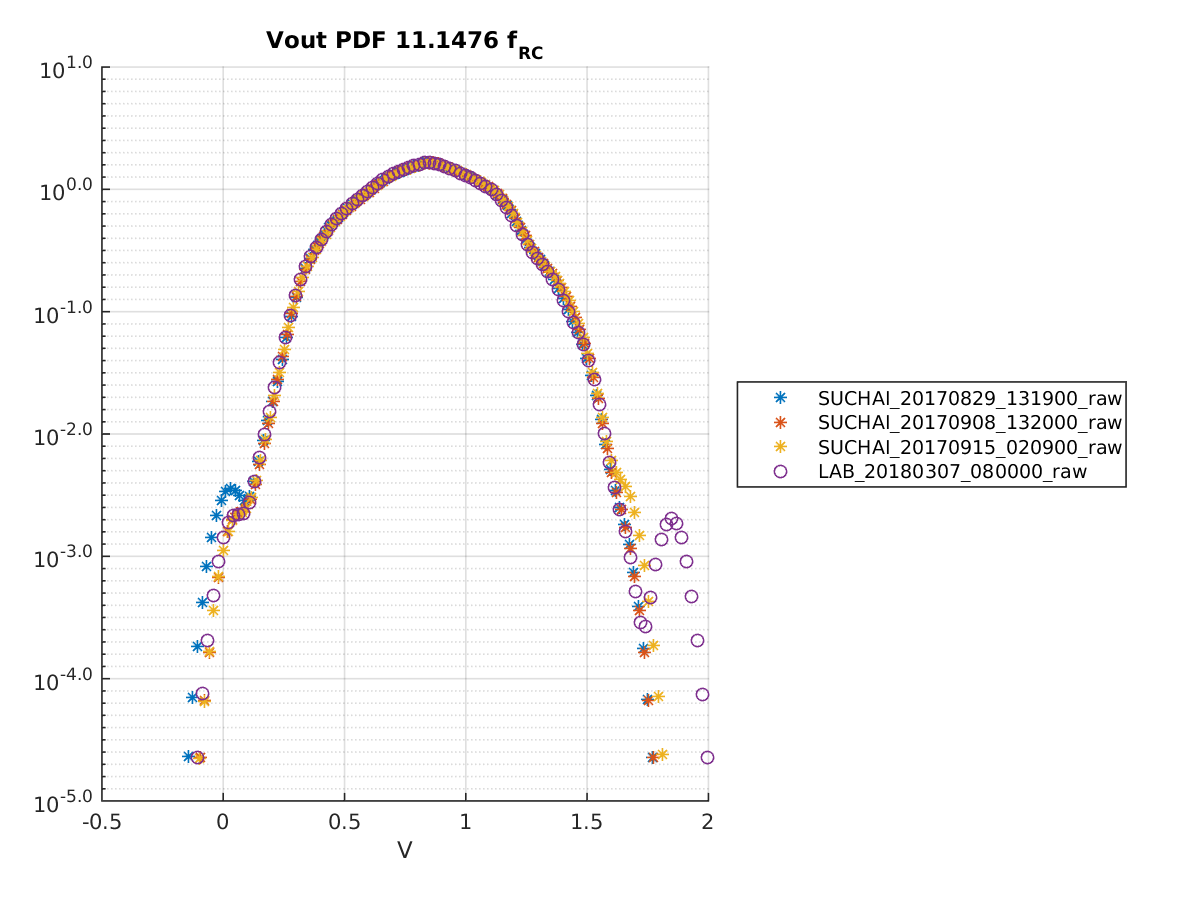 Vout PDF 11.1476 f_RC
10^1.0
10^0.0
10^-1.0
10^-2.0
10^-3.0
10^-4.0
10^-5.0
-0.5 0 0.5 1 1.5 2
V
SUCHAI_20170829_131900_raw
SUCHAI_20170908_132000_raw
SUCHAI_20170915_020900_raw
LAB_20180307_080000_raw